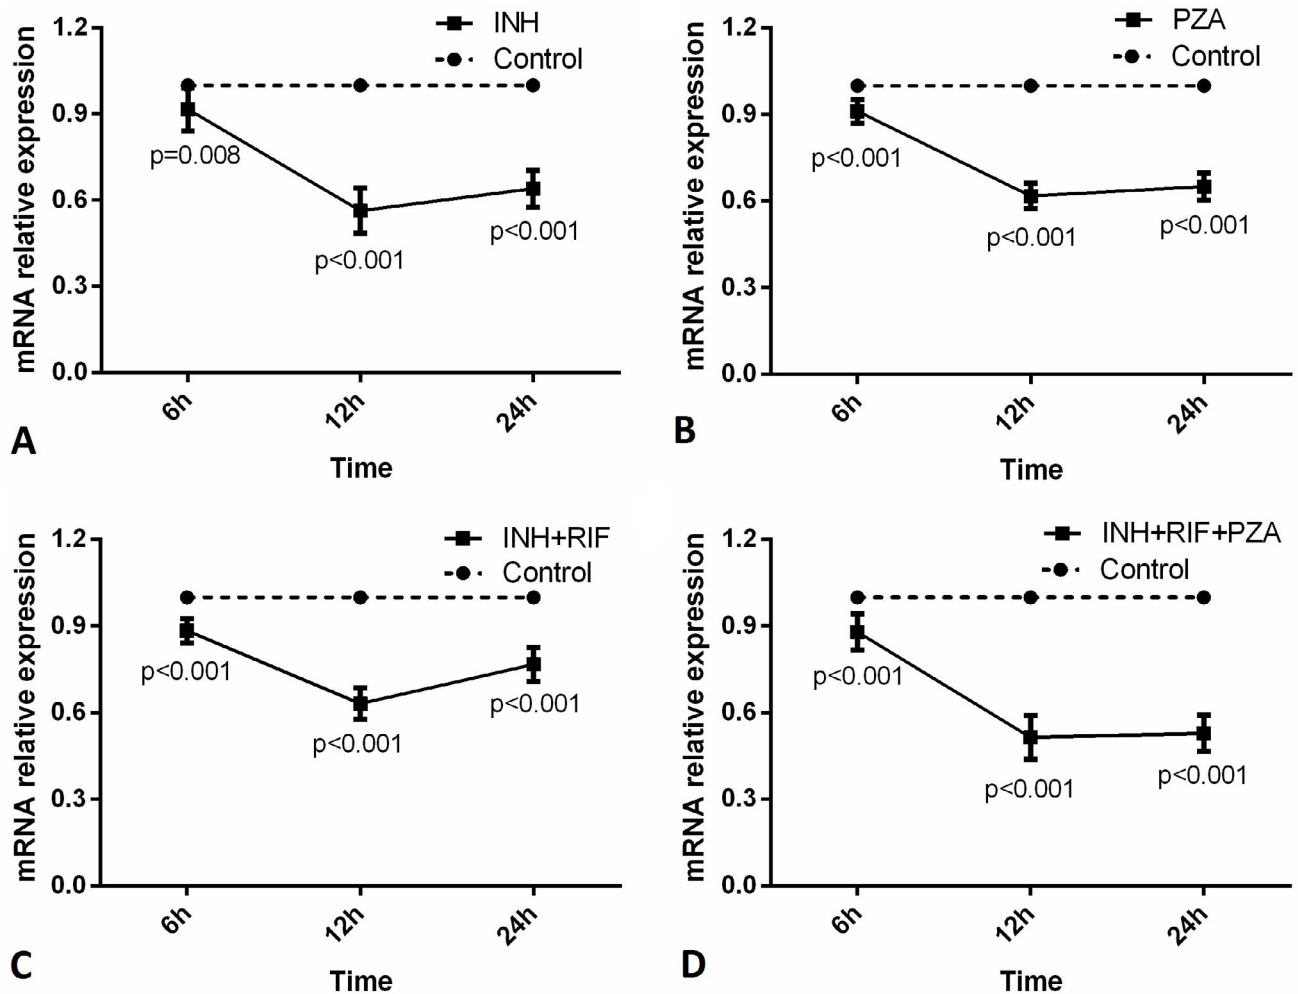 INH
Control
mRNA relative expression
1.2
0.9
0.6
0.3
0.0
p=0.008
p<0.001
p<0.001
6h
12h
24h
Time
A
PZA
Control
mRNA relative expression
1.2
0.9
0.6
0.3
0.0
p<0.001
p<0.001
p<0.001
6h
12h
24h
Time
B
INH+RIF
Control
mRNA relative expression
1.2
0.9
0.6
0.3
0.0
p<0.001
p<0.001
p<0.001
6h
12h
24h
Time
C
INH+RIF+PZA
Control
mRNA relative expression
1.2
0.9
0.6
0.3
0.0
p<0.001
p<0.001
p<0.001
6h
12h
24h
Time
D